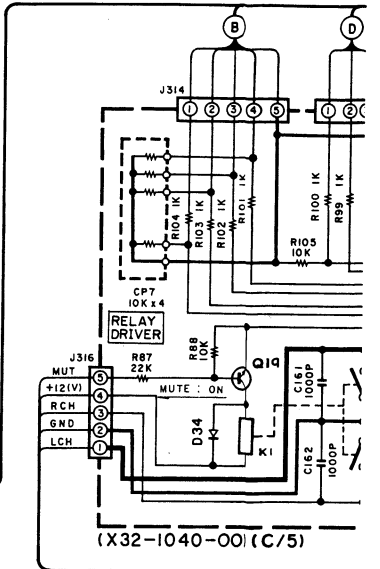 B
D
J314
1 2 3 4 5
1 2
R104 1K
R103 1K
R102 1K
R101 1K
R100 1K
R99 1K
R105
10K
CP7
10K x 4
RELAY
DRIVER
J316
MUT 5
+12(V) 4
RCH 3
GND 2
LCH 1
R87
22K
R88
10K
Q19
MUTE : ON
D34
K1
C161
1000P
C162
1000P
(X32-1040-00) (C/5)